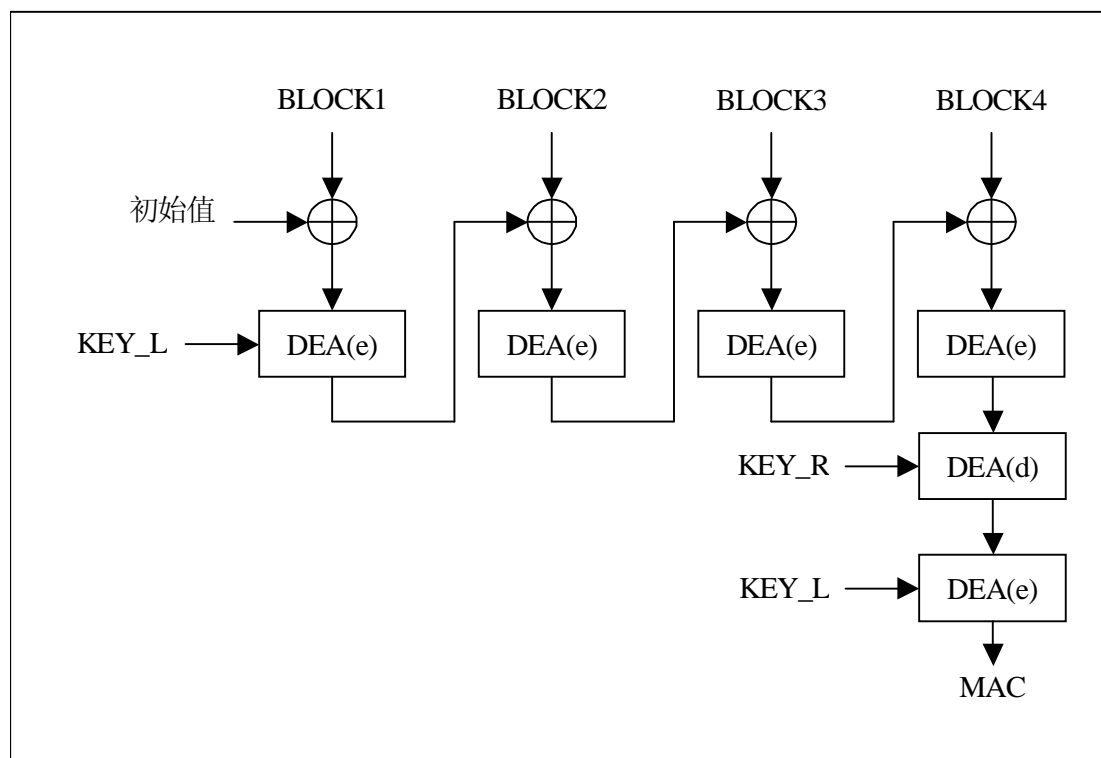 BLOCK1 BLOCK2 BLOCK3 BLOCK4
初始值
KEY_L DEA(e) DEA(e) DEA(e) DEA(e)
KEY_R DEA(d)
KEY_L DEA(e)
MAC